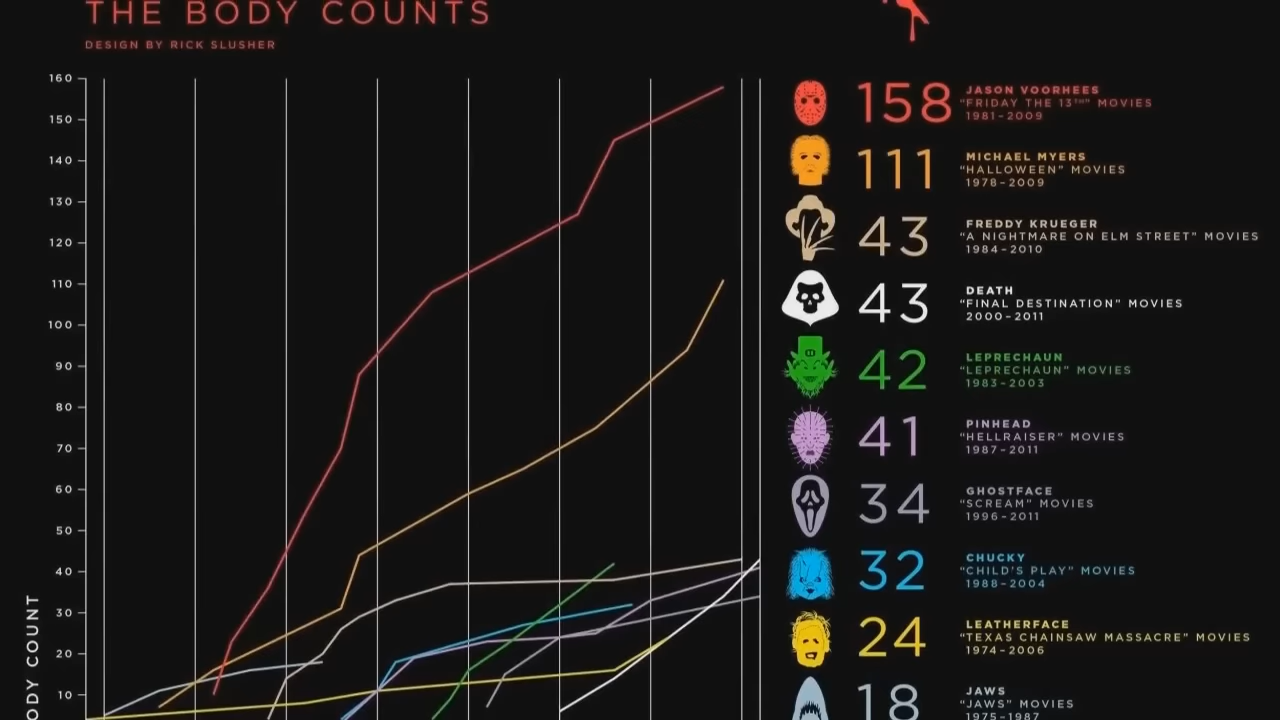 THE BODY COUNTS
DESIGN BY RICK SLUSHER
160
150
140
130
120
110
100
90
80
70
60
50
40
30
20
10
ODY COUNT
158
JASON VOORHEES
"FRIDAY THE 13TH" MOVIES
1981–2009
111
MICHAEL MYERS
"HALLOWEEN" MOVIES
1978–2009
43
FREDDY KRUEGER
"A NIGHTMARE ON ELM STREET" MOVIES
1984–2010
43
DEATH
"FINAL DESTINATION" MOVIES
2000–2011
42
LEPRECHAUN
"LEPRECHAUN" MOVIES
1983–2003
41
PINHEAD
"HELLRAISER" MOVIES
1987–2011
34
GHOSTFACE
"SCREAM" MOVIES
1996–2011
32
CHUCKY
"CHILD'S PLAY" MOVIES
1988–2004
24
LEATHERFACE
"TEXAS CHAINSAW MASSACRE" MOVIES
1974–2006
18
JAWS
"JAWS" MOVIES
1975–1987